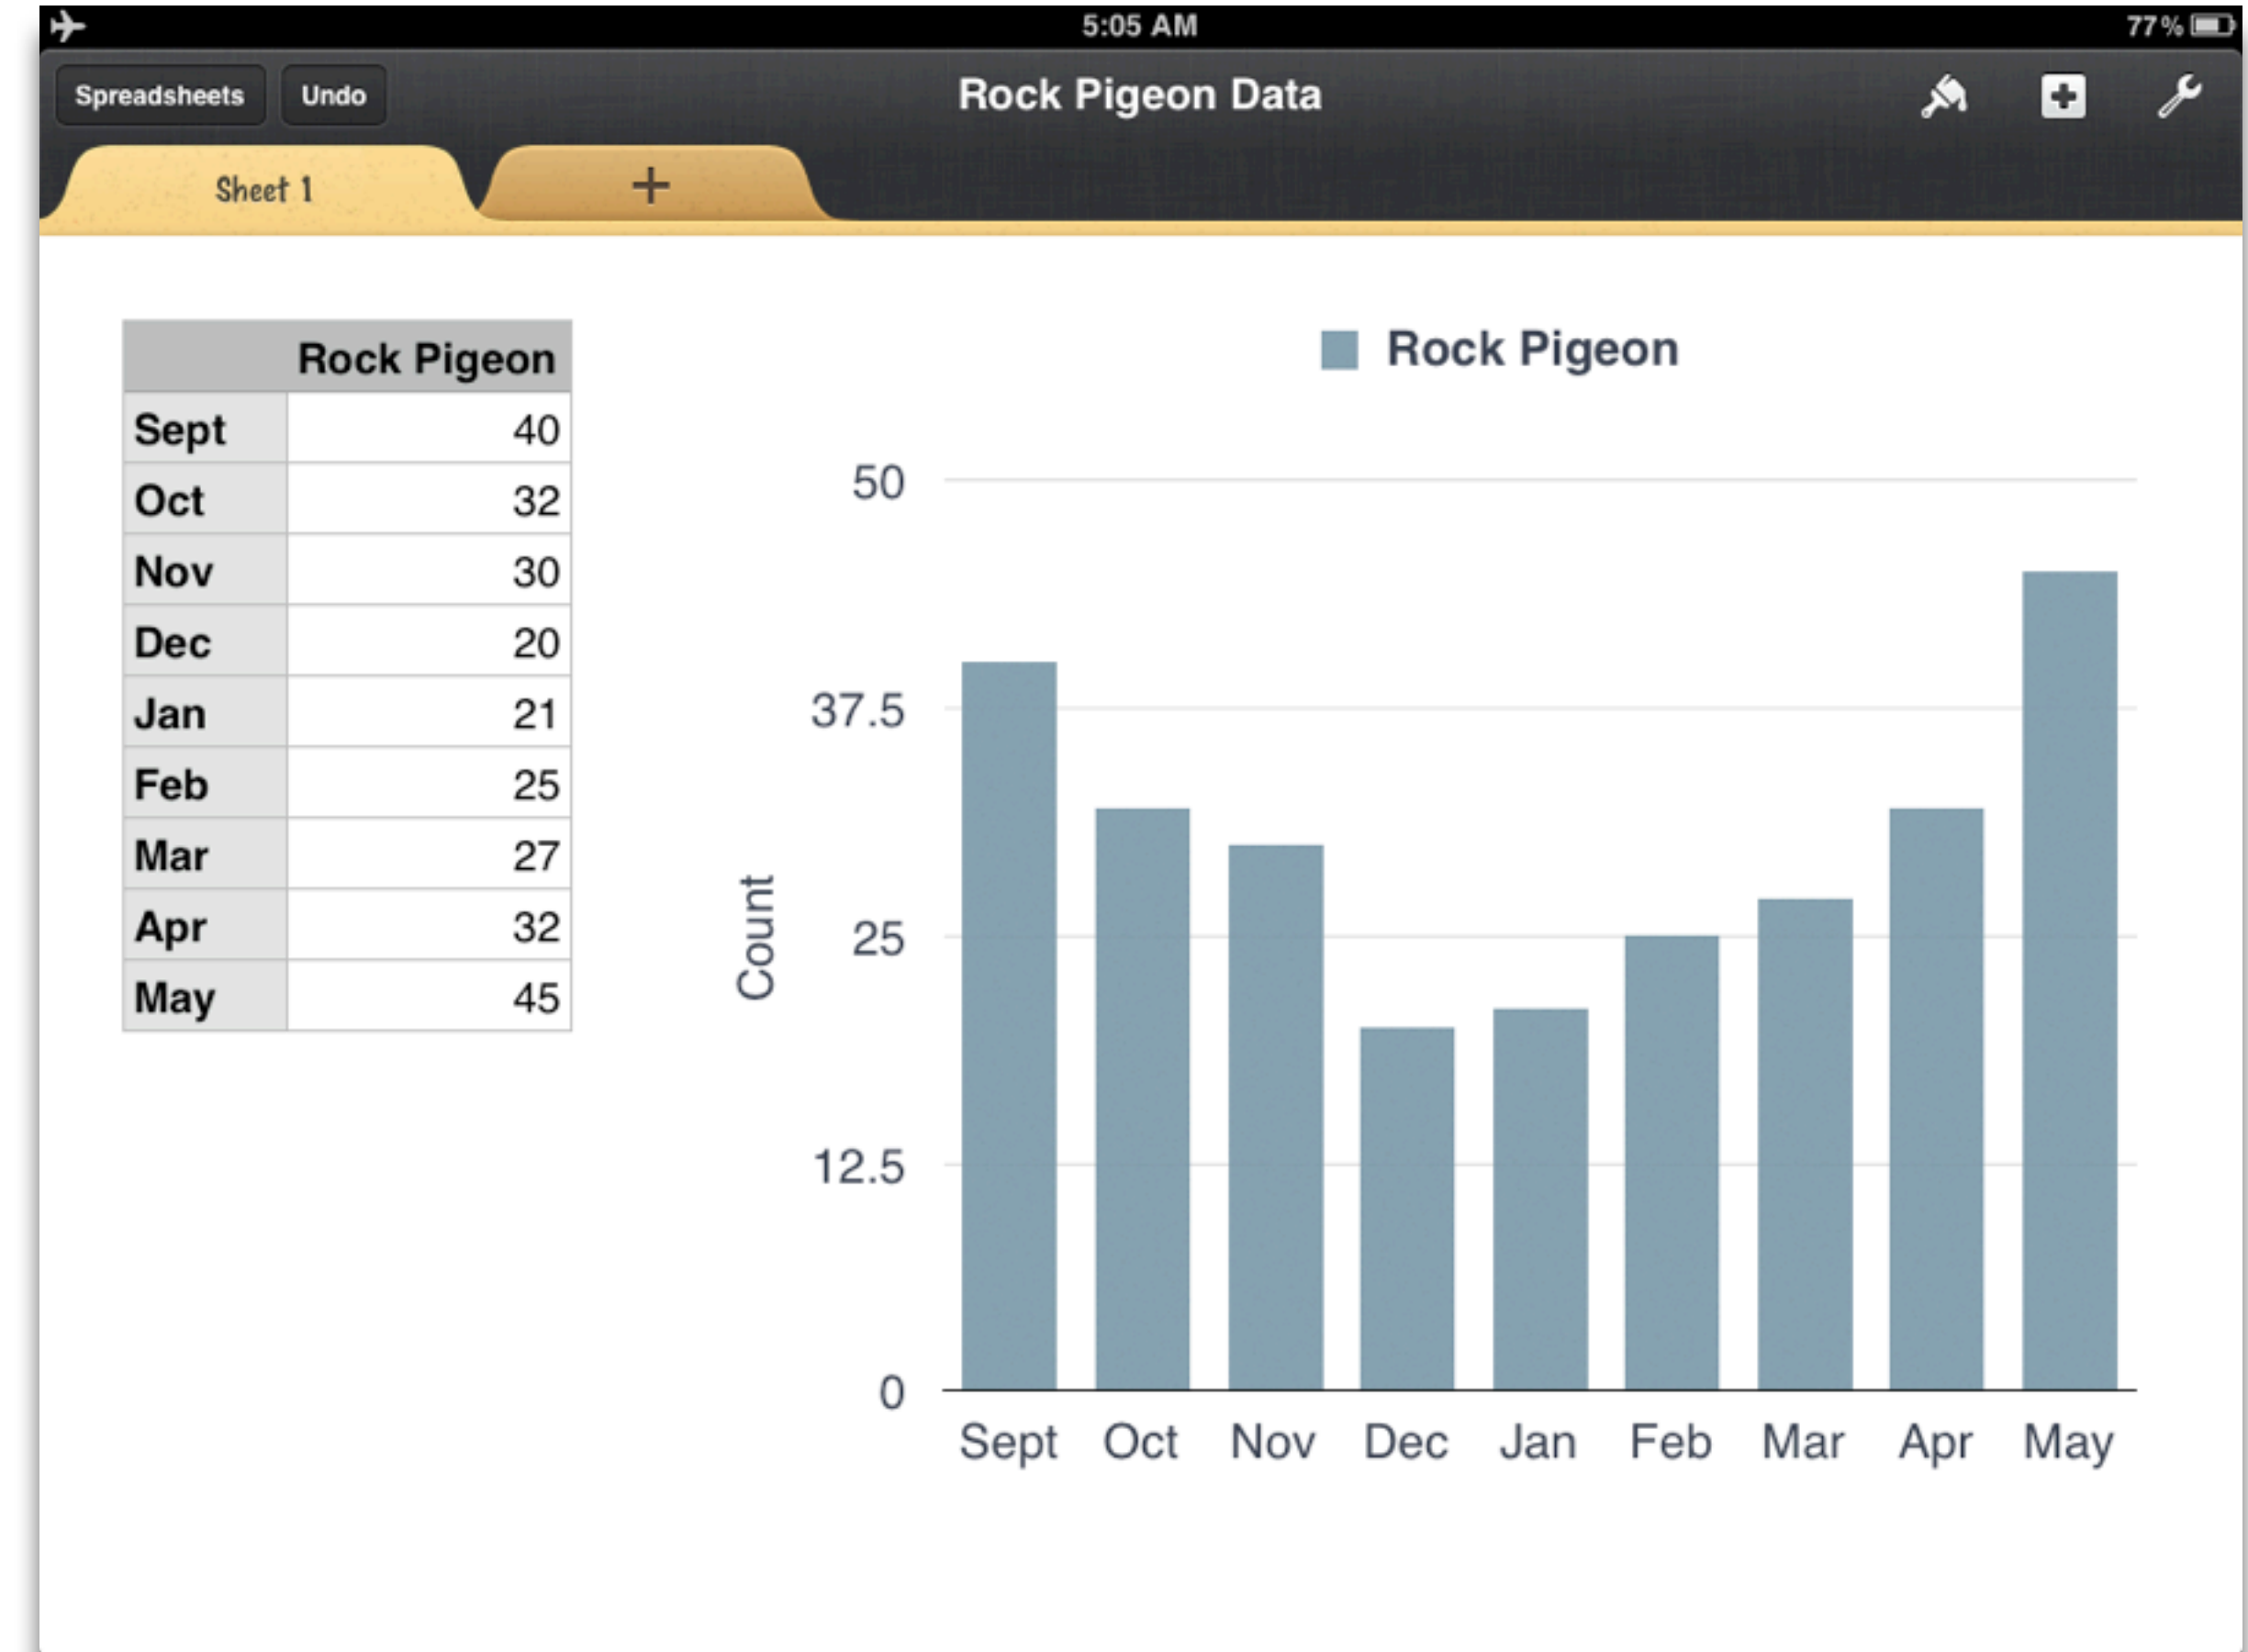 5:05 AM 77%
Spreadsheets Undo Rock Pigeon Data
Sheet 1 +
Rock Pigeon
Sept 40
Oct 32
Nov 30
Dec 20
Jan 21
Feb 25
Mar 27
Apr 32
May 45
Rock Pigeon
50
37.5
25
12.5
0
Count
Sept Oct Nov Dec Jan Feb Mar Apr May